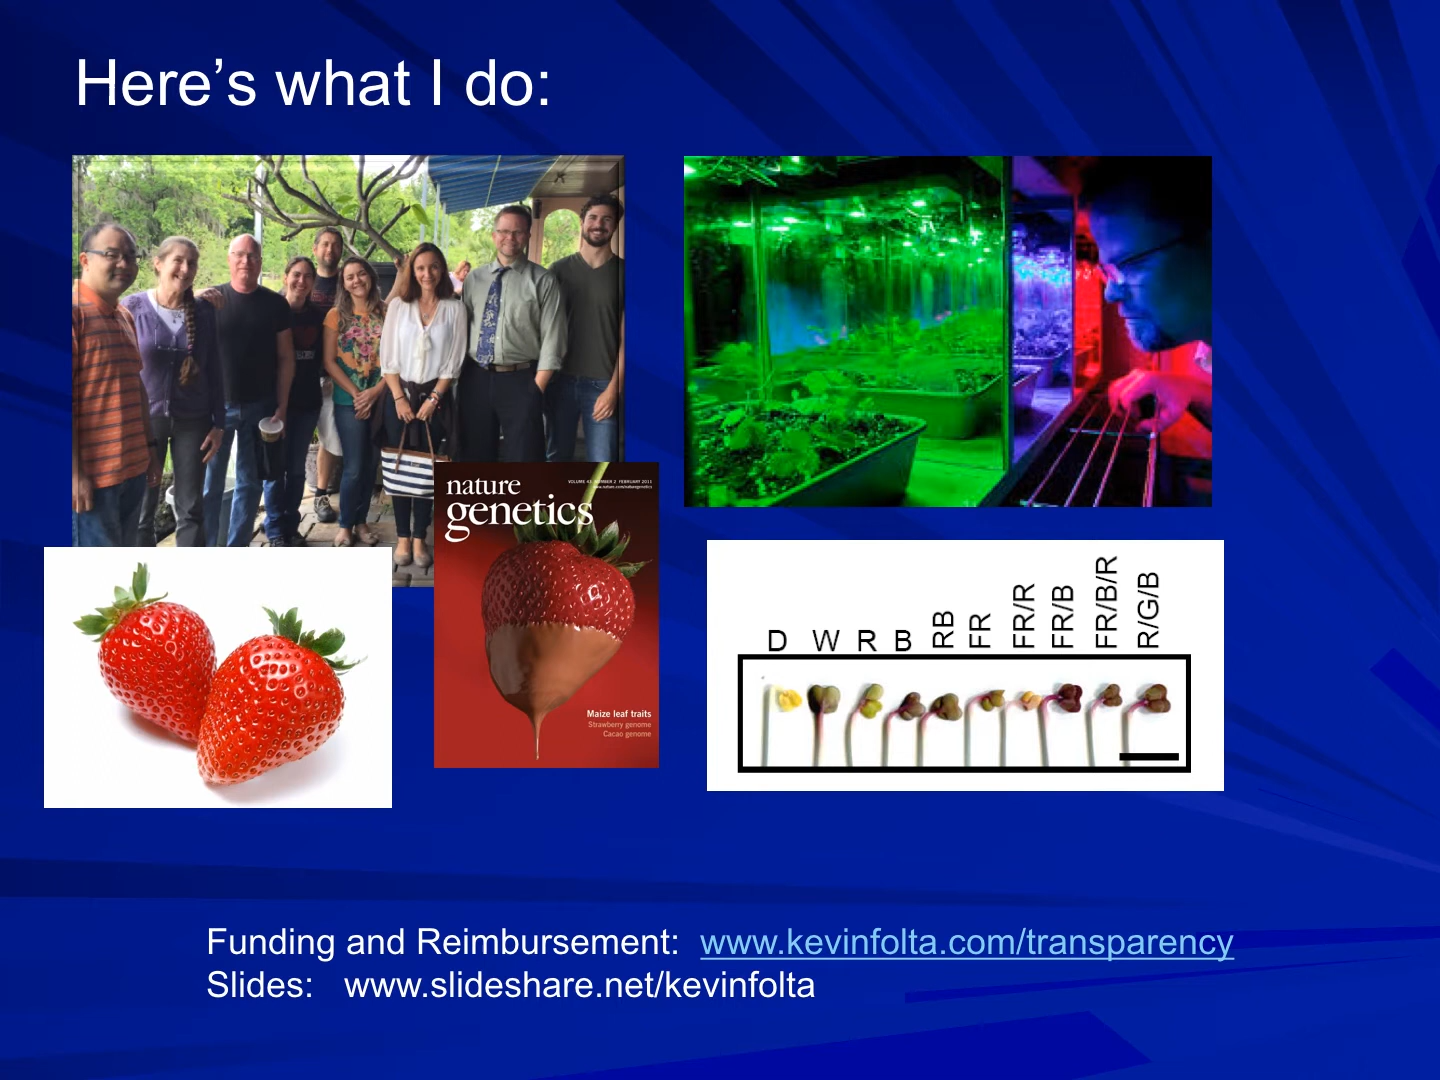 Here’s what I do:
nature
genetics
VOLUME 43 NUMBER 2 FEBRUARY 2011
www.nature.com/naturegenetics
Maize leaf traits
Strawberry genome
Cacao genome
D W R B RB FR FR/R FR/B FR/B/R R/G/B
Funding and Reimbursement: www.kevinfolta.com/transparency
Slides: www.slideshare.net/kevinfolta